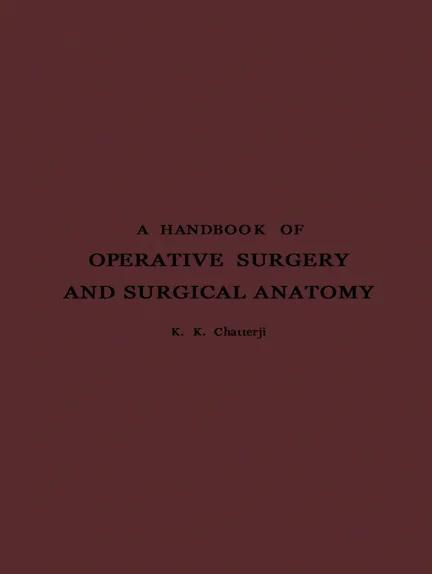 A HANDBOOK OF
OPERATIVE SURGERY
AND SURGICAL ANATOMY
K. K. Chatterji